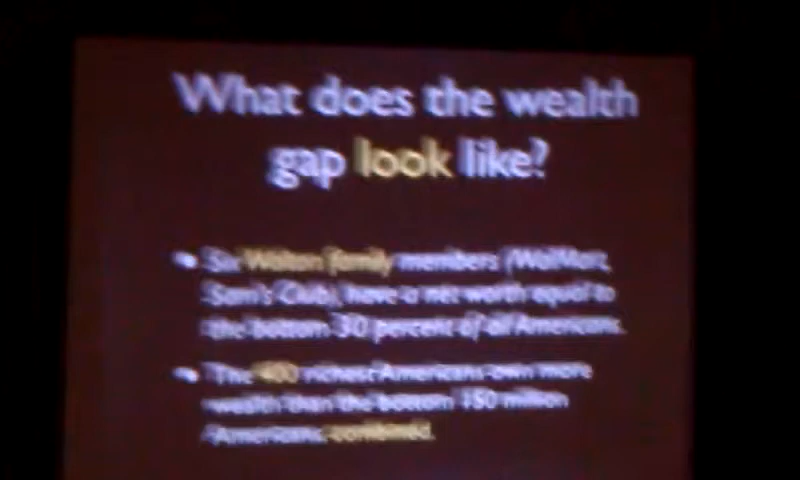 What does the wealth
gap look like?
Six Walton family members (WalMart,
Sam's Club), have a net worth equal to
the bottom 30 percent of all Americans.
The 400 richest Americans own more
wealth than the bottom 150 million
Americans combined.